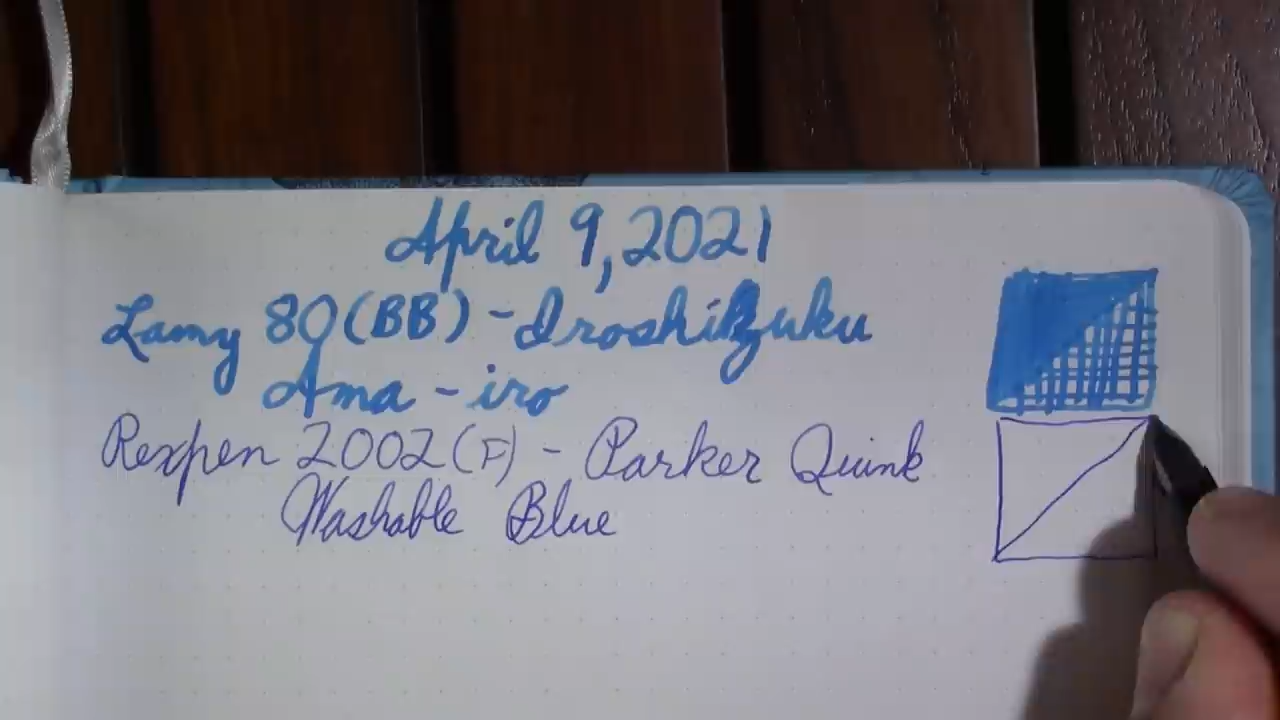 April 9, 2021
Lamy 80 (BB) - Iroshizuku
Ama - iro
Rexpen 2002 (F) - Parker Quink
Washable Blue